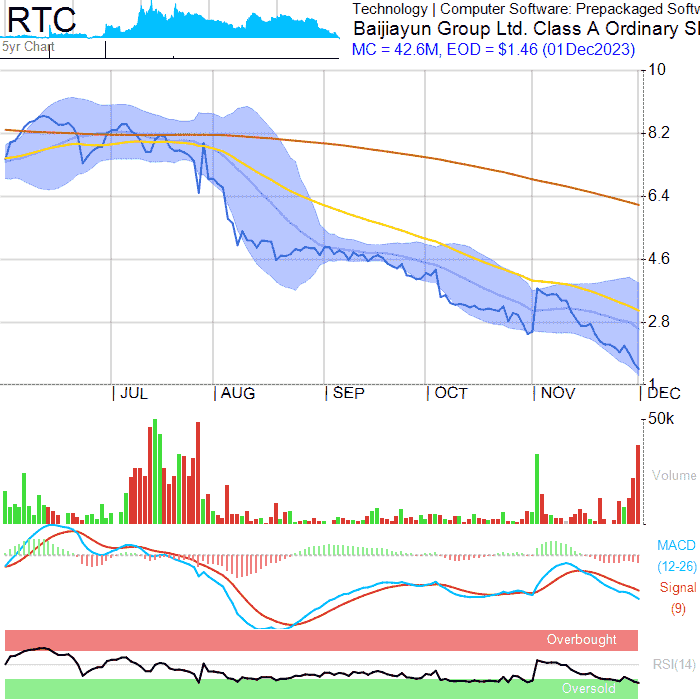 RTC
5yr Chart
Technology | Computer Software: Prepackaged Softw
Baijiayun Group Ltd. Class A Ordinary Sh
MC = 42.6M, EOD = $1.46 (01Dec2023)
10
8.2
6.4
4.6
2.8
1
JUL
AUG
SEP
OCT
NOV
DEC
50k
Volume
MACD
(12-26)
Signal
(9)
Overbought
RSI(14)
Oversold